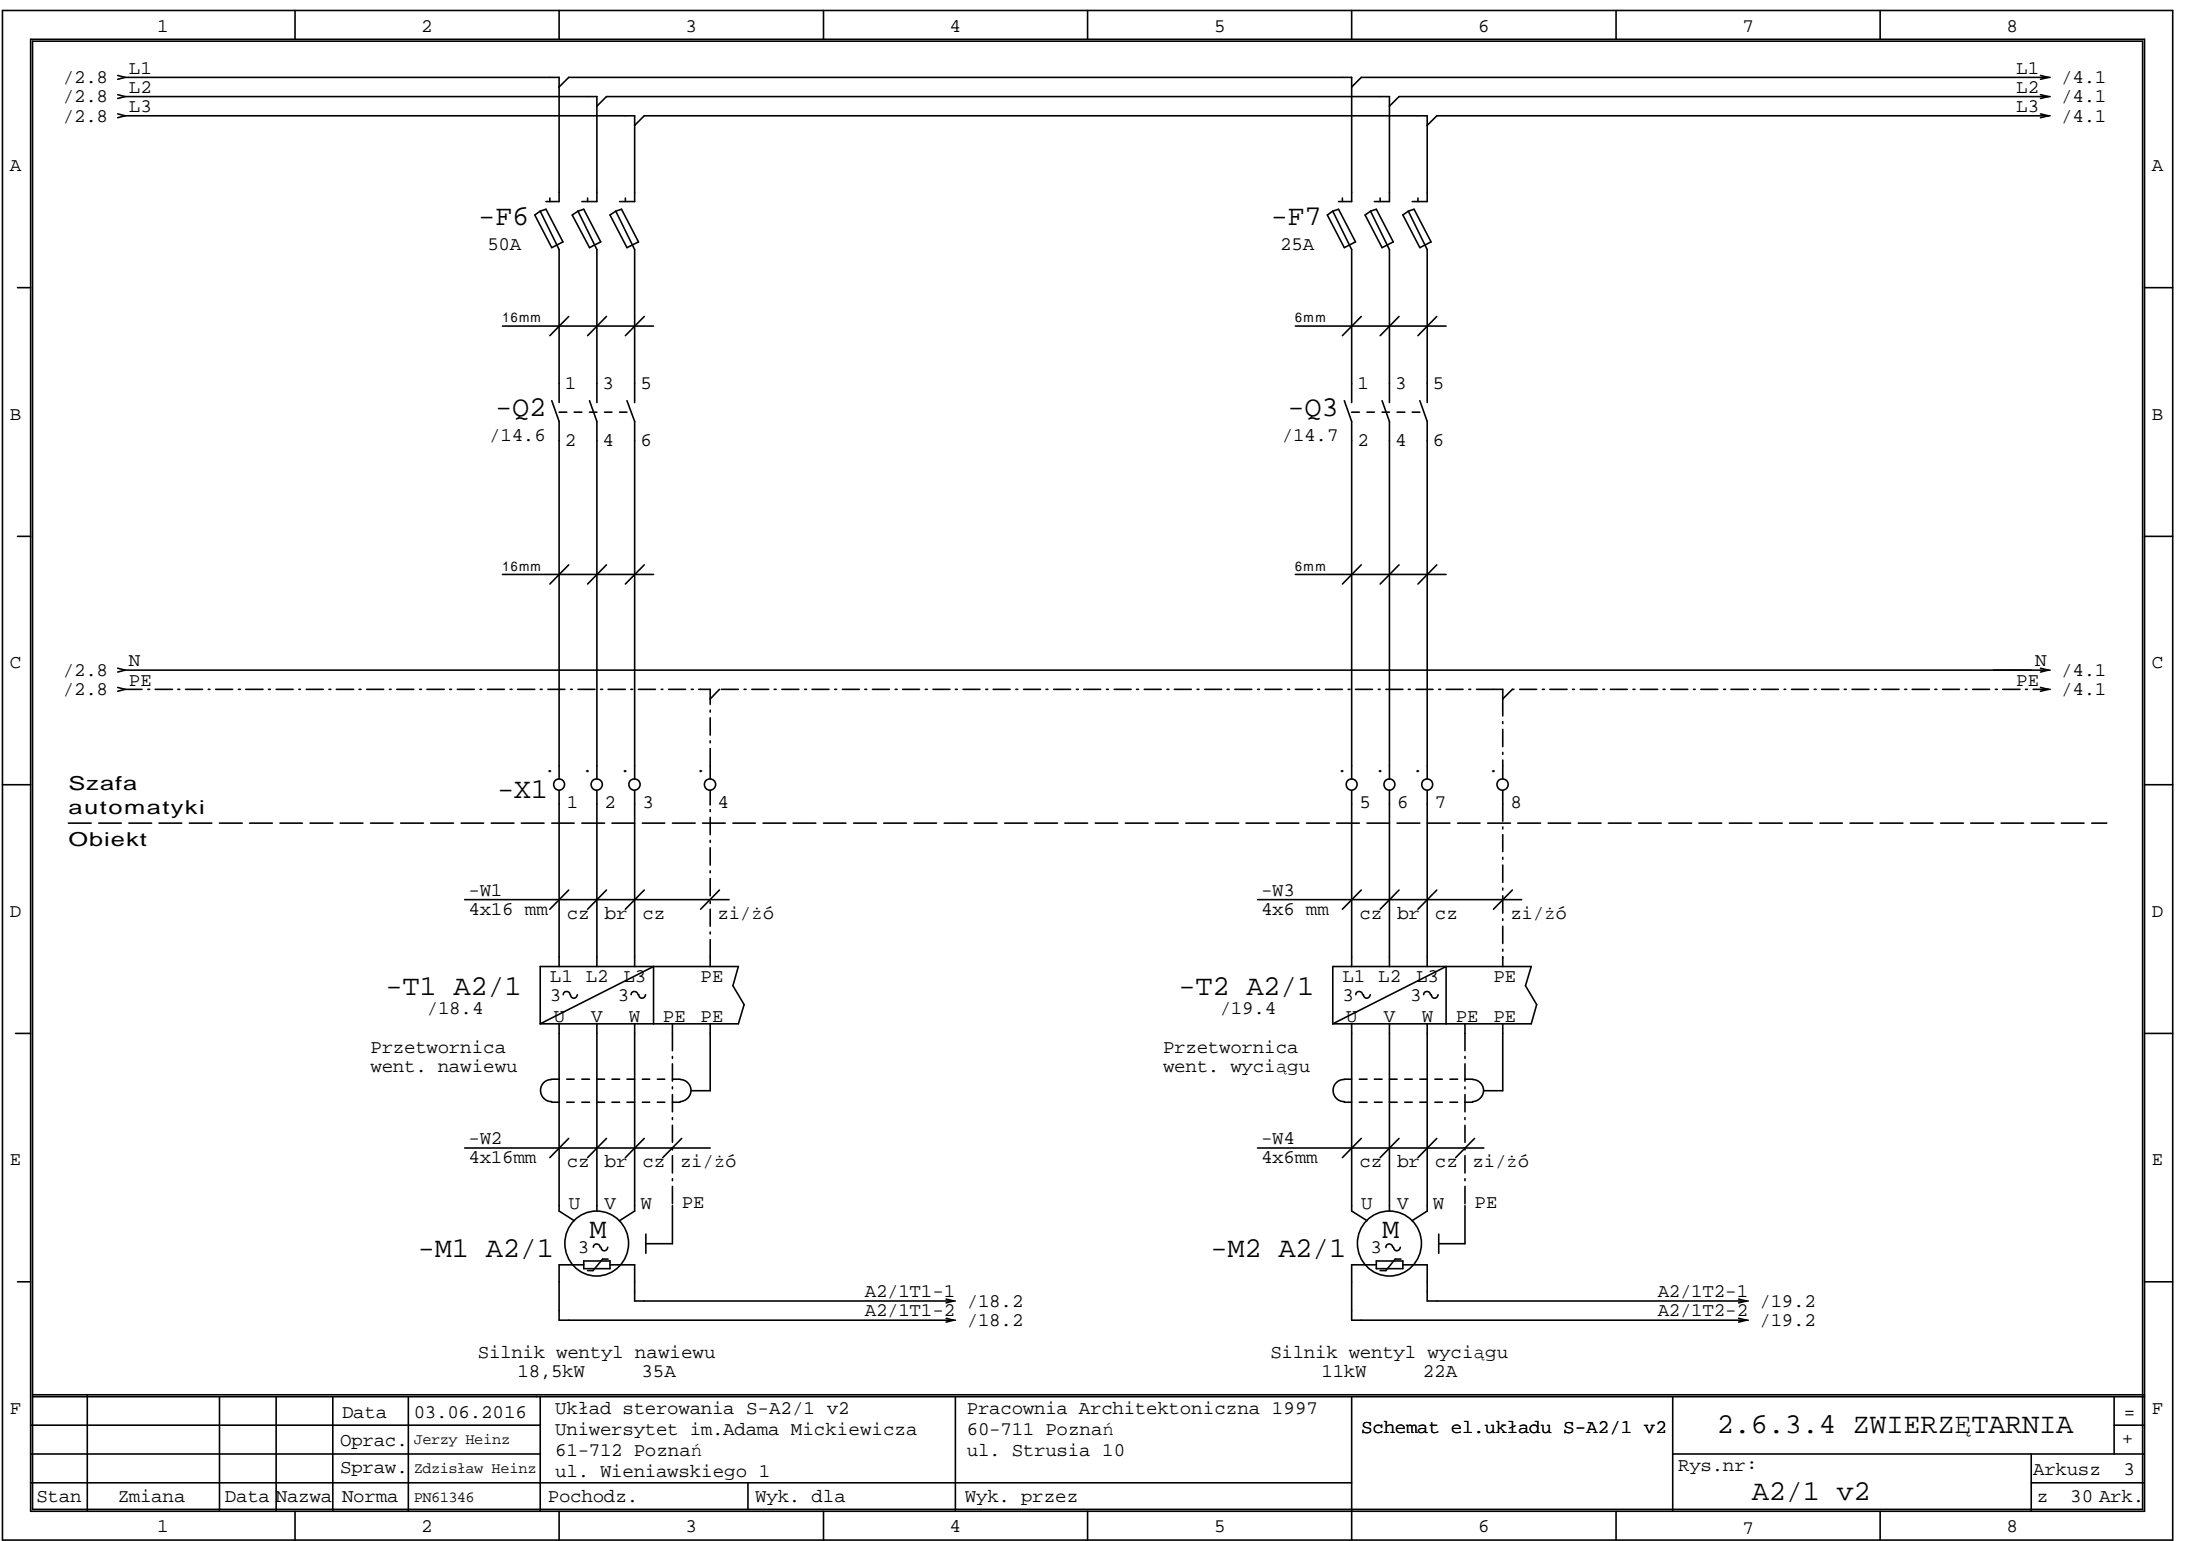 1 2 3 4 5 6 7 8
/2.8 L1 L1 /4.1
/2.8 L2 L2 /4.1
/2.8 L3 L3 /4.1
A A
-F6 -F7
50A 25A
16mm 6mm
1 3 5 1 3 5
B -Q2 -Q3 B
/14.6 2 4 6 /14.7 2 4 6
16mm 6mm
C C
/2.8 N N /4.1
/2.8 PE PE /4.1
Szafa
automatyki
-X1 1 2 3 4 5 6 7 8
Obiekt
-W1 -W3
4x16 mm cz br cz zi/żó 4x6 mm cz br cz zi/żó
D D
L1 L2 L3 PE L1 L2 L3 PE
-T1 A2/1 3~ 3~ -T2 A2/1 3~ 3~
/18.4 /19.4
U V W PE PE U V W PE PE
Przetwornica Przetwornica
went. nawiewu went. wyciągu
-W2 -W4
4x16mm cz br cz zi/żó 4x6mm cz br cz zi/żó
E E
U V W PE U V W PE
M M
-M1 A2/1 3~ -M2 A2/1 3~
A2/1T1-1 /18.2 A2/1T2-1 /19.2
A2/1T1-2 /18.2 A2/1T2-2 /19.2
Silnik wentyl nawiewu Silnik wentyl wyciągu
18,5kW 35A 11kW 22A
F F
Data 03.06.2016
Oprac. Jerzy Heinz
Spraw. Zdzisław Heinz
Stan Zmiana Data Nazwa Norma PN61346
Układ sterowania S-A2/1 v2
Uniwersytet im.Adama Mickiewicza
61-712 Poznań
ul. Wieniawskiego 1
Pochodz. Wyk. dla
Pracownia Architektoniczna 1997
60-711 Poznań
ul. Strusia 10
Wyk. przez
Schemat el.układu S-A2/1 v2
2.6.3.4 ZWIERZĘTARNIA
=
+
Rys.nr:
A2/1 v2
Arkusz 3
z 30 Ark.
1 2 3 4 5 6 7 8